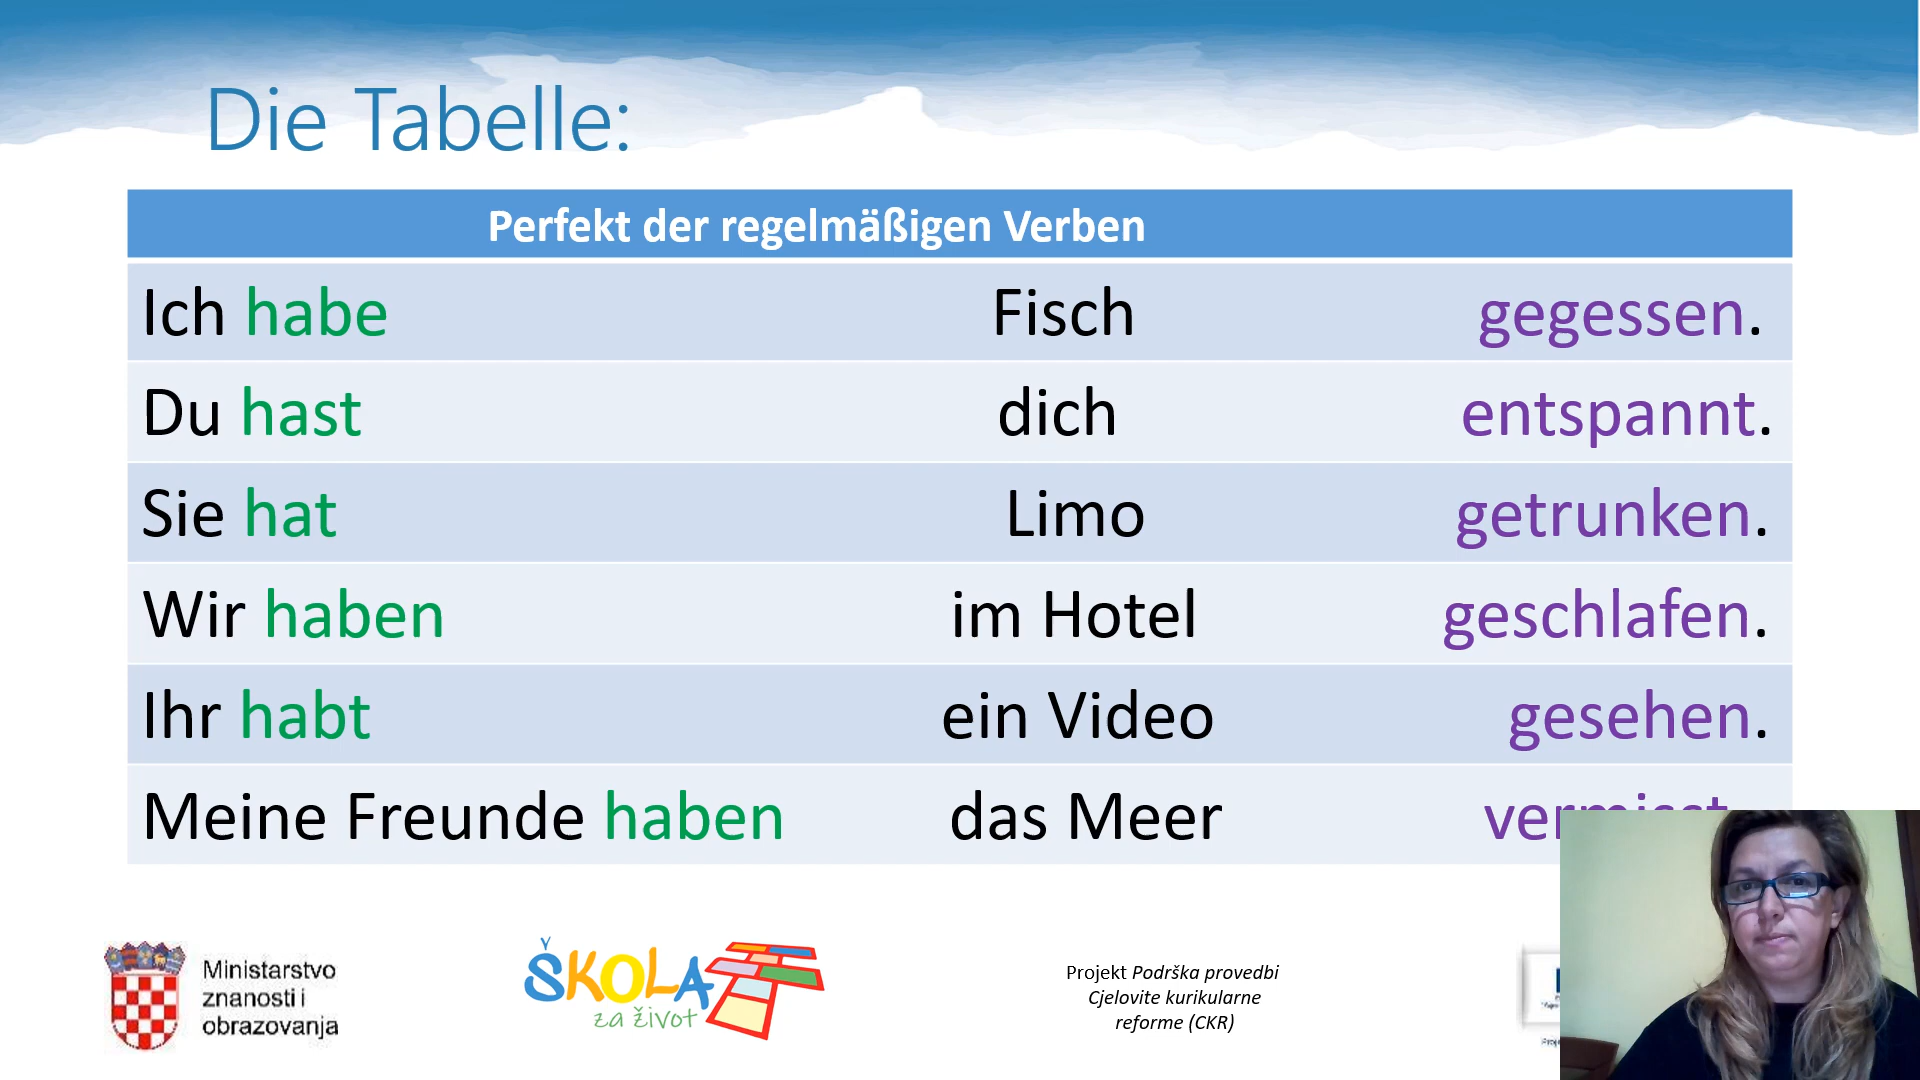 Die Tabelle:
Perfekt der regelmäßigen Verben
Ich habe Fisch gegessen.
Du hast dich entspannt.
Sie hat Limo getrunken.
Wir haben im Hotel geschlafen.
Ihr habt ein Video gesehen.
Meine Freunde haben das Meer vermisst.
Ministarstvo
znanosti i
obrazovanja
ŠKOLA
za život
Projekt Podrška provedbi
Cjelovite kurikularne
reforme (CKR)